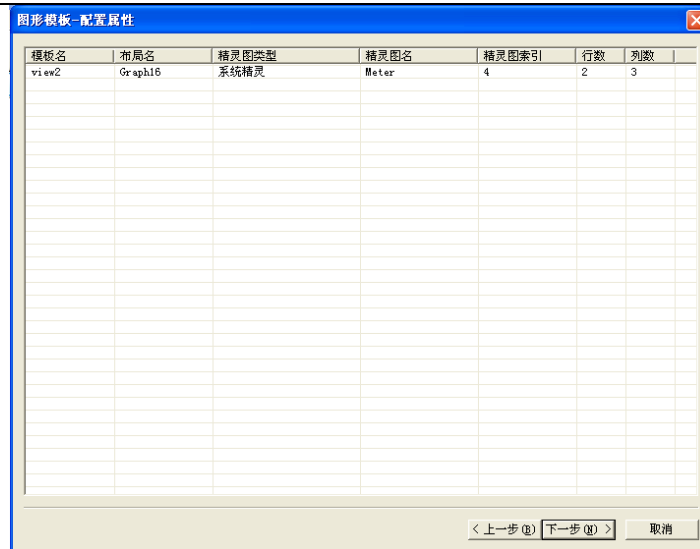 图形模板-配置属性
模板名 布局名 精灵图类型 精灵图名 精灵图索引 行数 列数
view2 Graph16 系统精灵 Meter 4 2 3
< 上一步(B) 下一步(N) > 取消